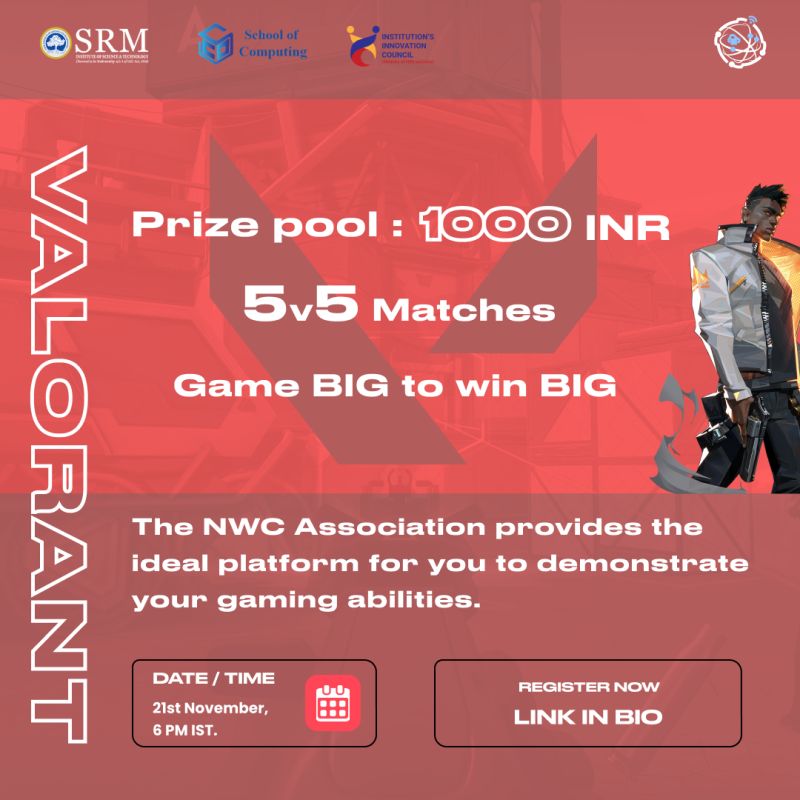 SRM
INSTITUTE OF SCIENCE & TECHNOLOGY
School of
Computing
INSTITUTION'S
INNOVATION
COUNCIL
VALORANT
Prize pool : 1000 INR
5v5 Matches
Game BIG to win BIG
The NWC Association provides the
ideal platform for you to demonstrate
your gaming abilities.
DATE / TIME
21st November,
6 PM IST.
REGISTER NOW
LINK IN BIO